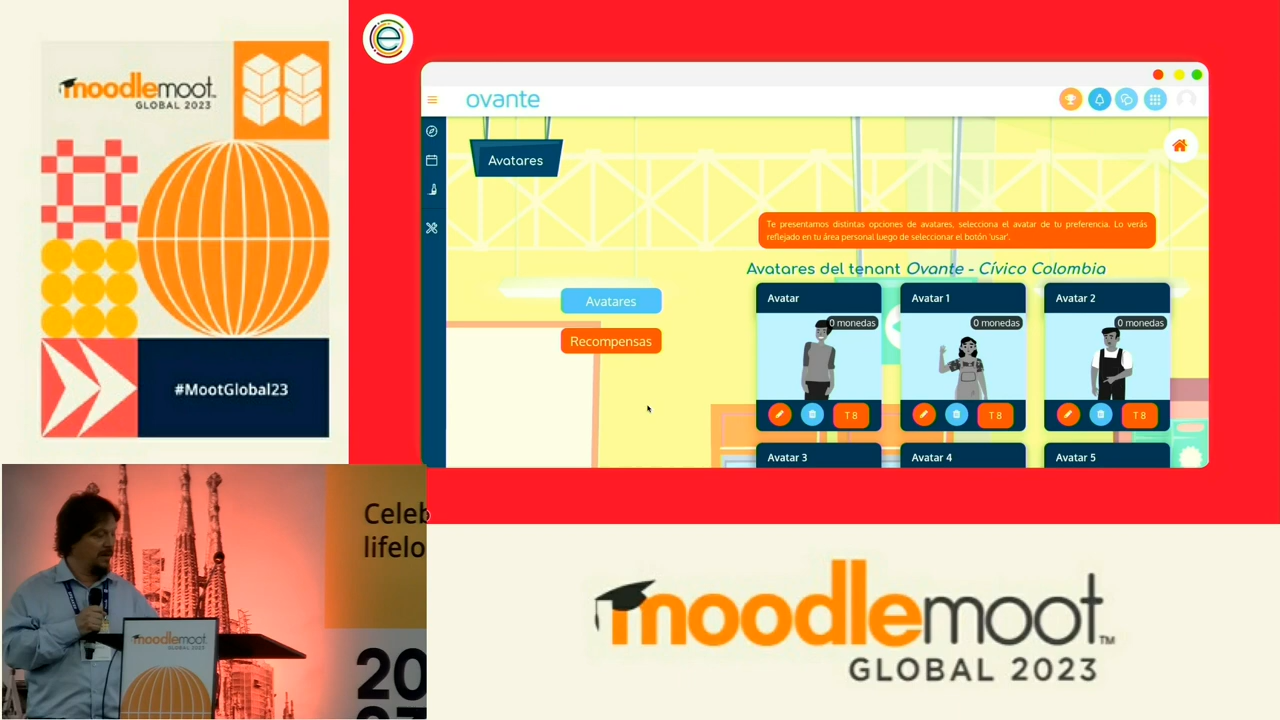 moodlemoot
GLOBAL 2023
#MootGlobal23
e
ovante
Avatares
Te presentamos distintas opciones de avatares, selecciona el avatar de tu preferencia. Lo verás
reflejado en tu área personal luego de seleccionar el botón 'usar'.
Avatares del tenant Ovante - Cívico Colombia
Avatares
Recompensas
Avatar
0 monedas
T 8
Avatar 1
0 monedas
T 8
Avatar 2
0 monedas
T 8
Avatar 3
Avatar 4
Avatar 5
Celeb
lifelo
20
moodlemoot
GLOBAL 2023
moodlemoot™
GLOBAL 2023